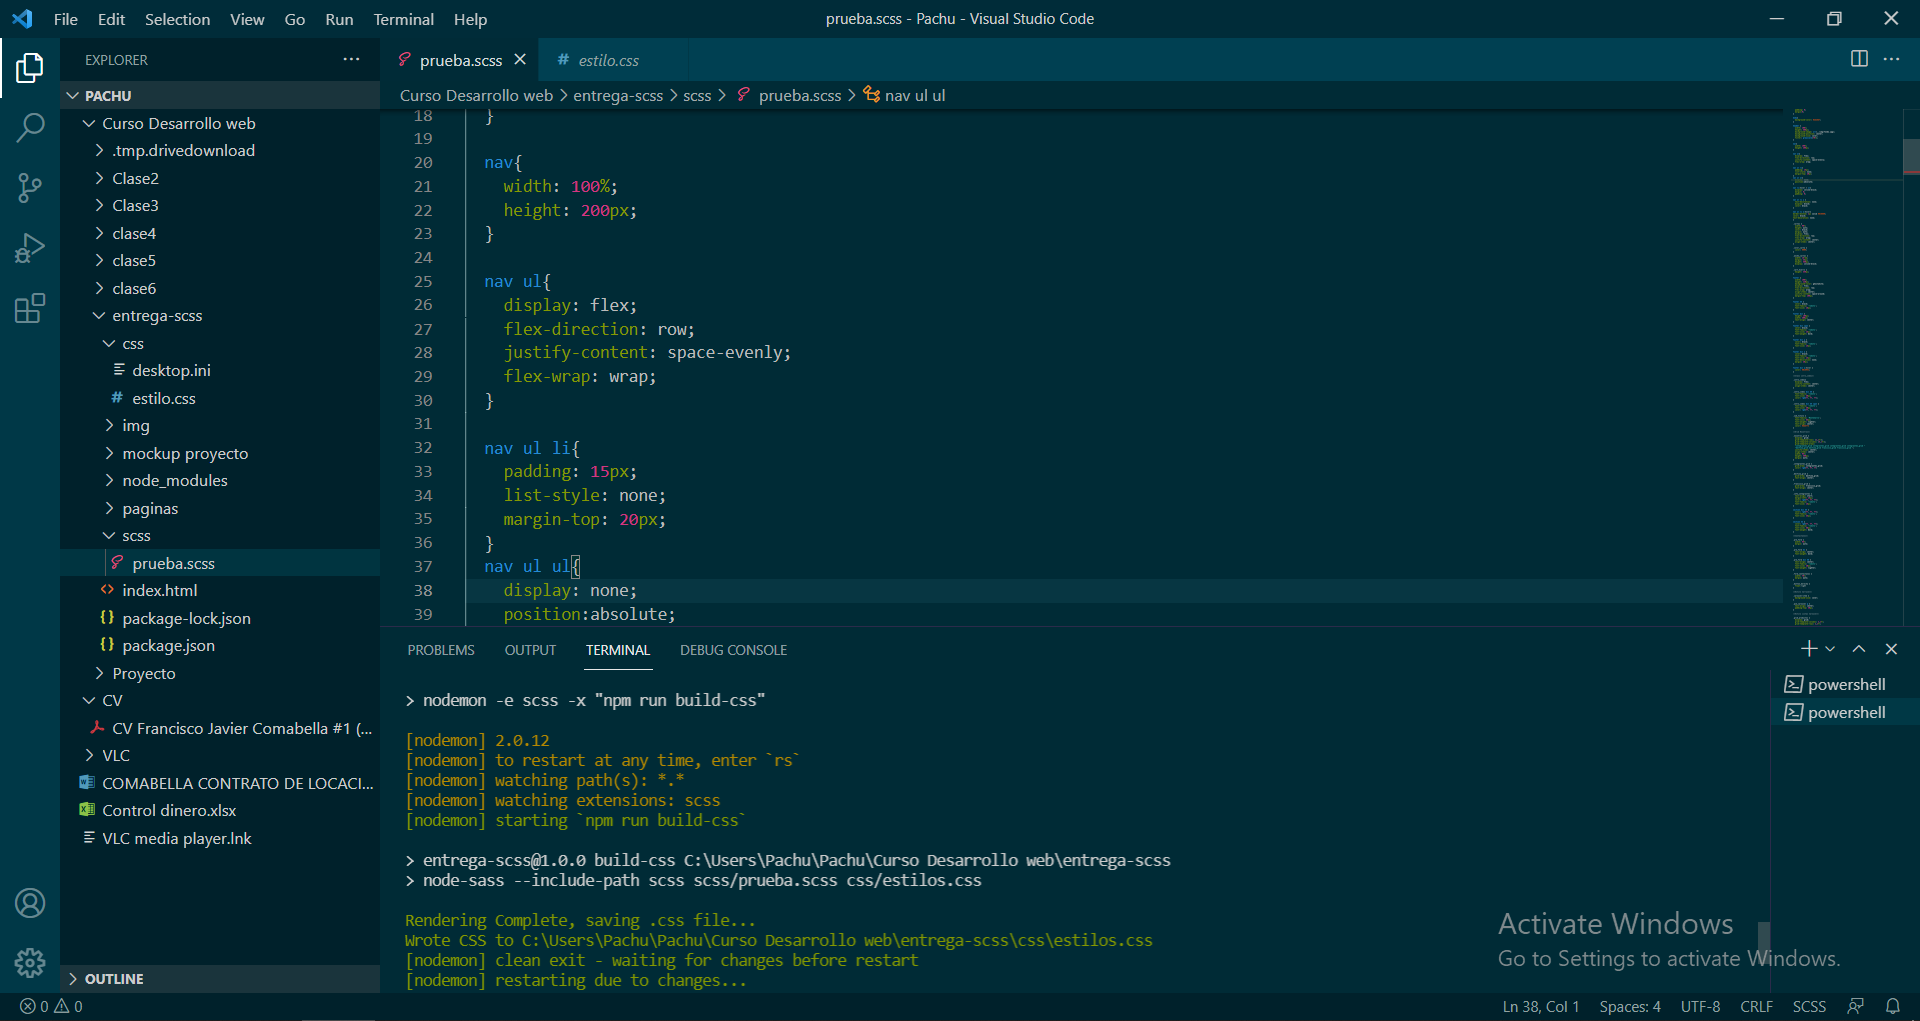 File Edit Selection View Go Run Terminal Help
prueba.scss - Pachu - Visual Studio Code
EXPLORER
PACHU
Curso Desarrollo web
.tmp.drivedownload
Clase2
Clase3
clase4
clase5
clase6
entrega-scss
css
desktop.ini
# estilo.css
img
mockup proyecto
node_modules
paginas
scss
prueba.scss
<> index.html
{} package-lock.json
{} package.json
Proyecto
CV
CV Francisco Javier Comabella #1 (...
VLC
COMABELLA CONTRATO DE LOCACI...
Control dinero.xlsx
VLC media player.lnk
OUTLINE
prueba.scss # estilo.css
Curso Desarrollo web > entrega-scss > scss > prueba.scss > nav ul ul
18 }
19
20 nav{
21 width: 100%;
22 height: 200px;
23 }
24
25 nav ul{
26 display: flex;
27 flex-direction: row;
28 justify-content: space-evenly;
29 flex-wrap: wrap;
30 }
31
32 nav ul li{
33 padding: 15px;
34 list-style: none;
35 margin-top: 20px;
36 }
37 nav ul ul{
38 display: none;
39 position:absolute;
PROBLEMS OUTPUT TERMINAL DEBUG CONSOLE
> nodemon -e scss -x "npm run build-css"
[nodemon] 2.0.12
[nodemon] to restart at any time, enter `rs`
[nodemon] watching path(s): *.*
[nodemon] watching extensions: scss
[nodemon] starting `npm run build-css`
> entrega-scss@1.0.0 build-css C:\Users\Pachu\Pachu\Curso Desarrollo web\entrega-scss
> node-sass --include-path scss scss/prueba.scss css/estilos.css
Rendering Complete, saving .css file...
Wrote CSS to C:\Users\Pachu\Pachu\Curso Desarrollo web\entrega-scss\css\estilos.css
[nodemon] clean exit - waiting for changes before restart
[nodemon] restarting due to changes...
powershell
powershell
Activate Windows
Go to Settings to activate Windows.
0 0
Ln 38, Col 1 Spaces: 4 UTF-8 CRLF SCSS